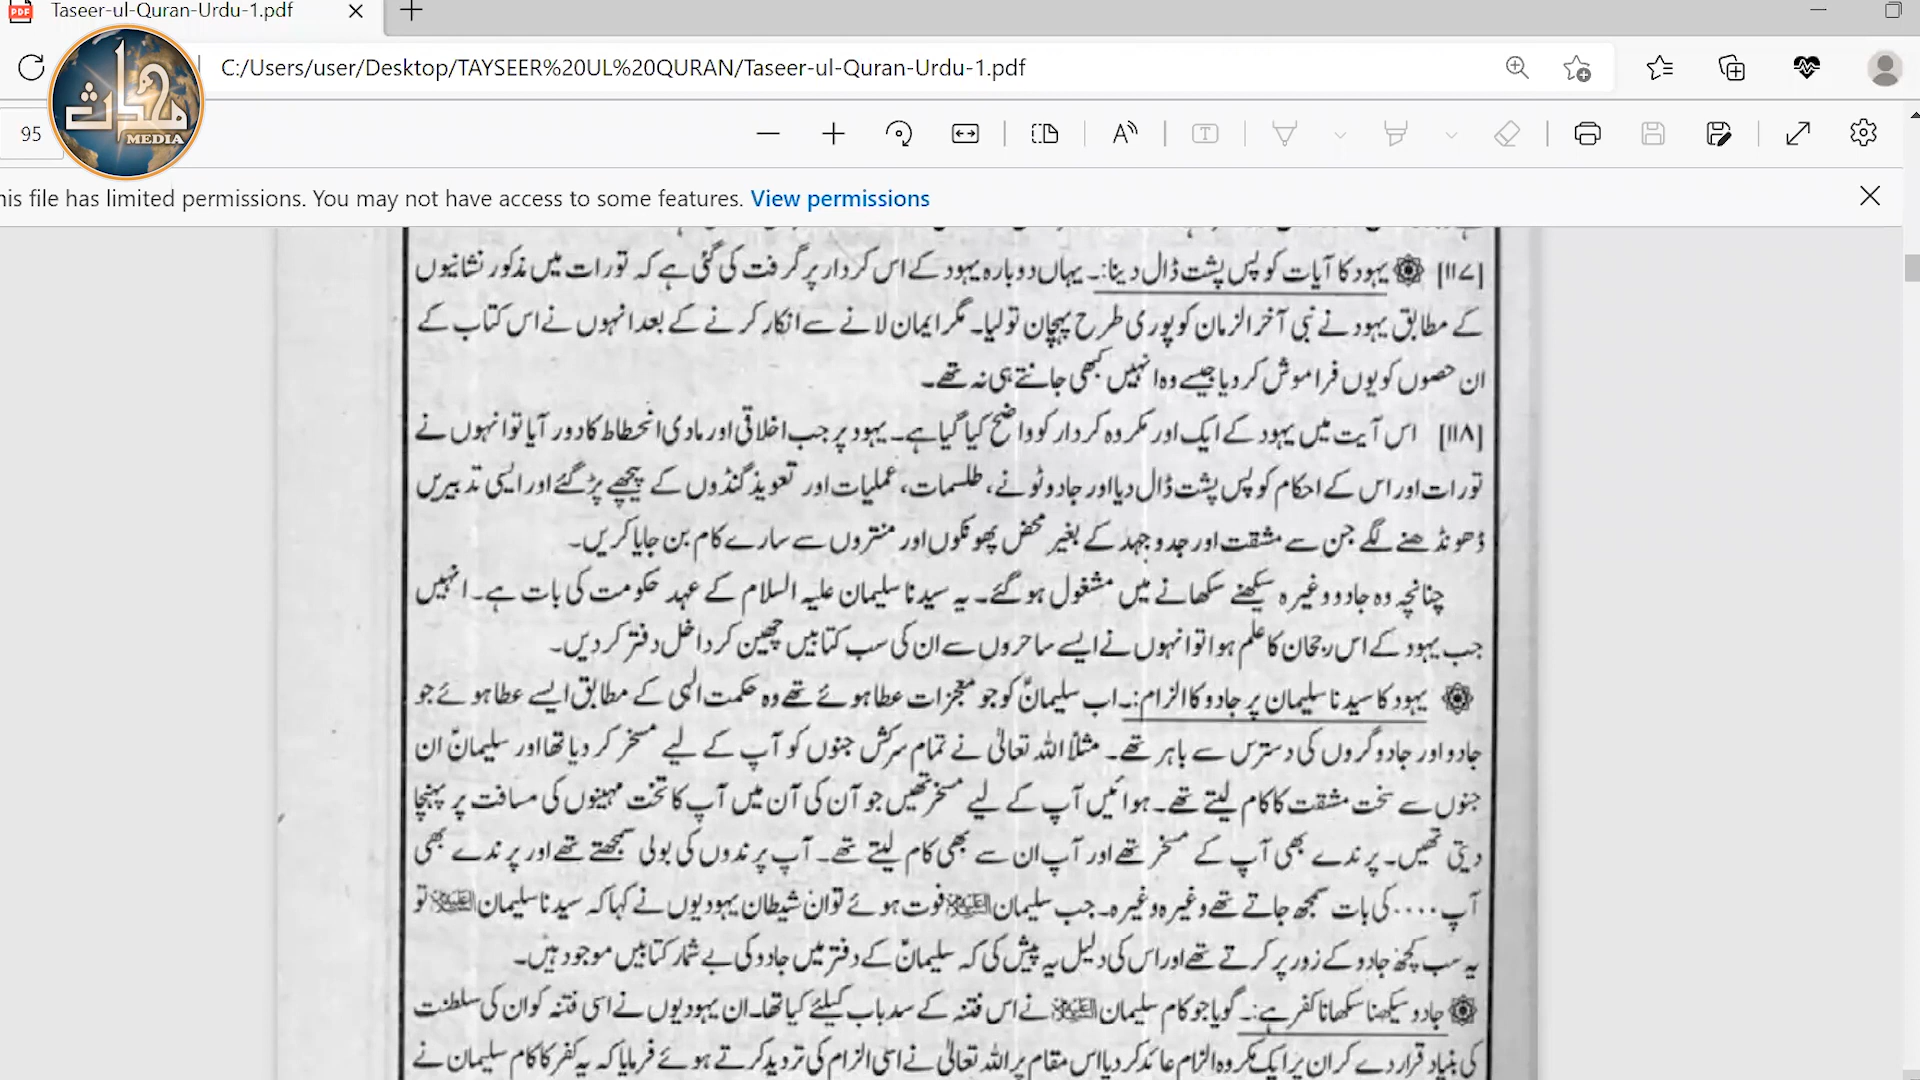 Taseer-ul-Quran-Urdu-1.pdf
PDF
C:/Users/user/Desktop/TAYSEER%20UL%20QURAN/Taseer-ul-Quran-Urdu-1.pdf
محدث
MEDIA
95
his file has limited permissions. You may not have access to some features. View permissions
[۱۱۷] یہود کا آیات کو پس پشت ڈال دینا:۔ یہاں دوبارہ یہود کے اس کردار پر گرفت کی گئی ہے کہ تورات میں مذکور نشانیوں
کے مطابق یہود نے نبی آخر الزمان کو پوری طرح پہچان تو لیا۔ مگر ایمان لانے سے انکار کرنے کے بعد انہوں نے اس کتاب کے
ان حصوں کو یوں فراموش کر دیا جیسے وہ انہیں کبھی جانتے ہی نہ تھے۔
[۱۱۸] اس آیت میں یہود کے ایک اور مکروہ کردار کو واضح کیا گیا ہے۔ یہود پر جب اخلاقی اور مادی انحطاط کا دور آیا تو انہوں نے
تورات اور اس کے احکام کو پس پشت ڈال دیا اور جادو ٹونے، طلسمات، عملیات اور تعویذ گنڈوں کے پیچھے پڑ گئے اور ایسی تدبیریں
ڈھونڈھنے لگے جن سے مشقت اور جدوجہد کے بغیر محض پھونکوں اور منتروں سے سارے کام بن جایا کریں۔
چنانچہ وہ جادو وغیرہ سیکھنے سکھانے میں مشغول ہو گئے۔ یہ سیدنا سلیمان علیہ السلام کے عہد حکومت کی بات ہے۔ انہیں
جب یہود کے اس رجحان کا علم ہوا تو انہوں نے ایسے ساحروں سے ان کی سب کتابیں چھین کر داخل دفتر کر دیں۔
یہود کا سیدنا سلیمان پر جادو کا الزام:۔ اب سلیمانؑ کو جو معجزات عطا ہوئے تھے وہ حکمت الٰہی کے مطابق ایسے عطا ہوئے جو
جادو اور جادوگروں کی دسترس سے باہر تھے۔ مثلاً اللہ تعالیٰ نے تمام سرکش جنوں کو آپ کے لیے مسخر کر دیا تھا اور سلیمانؑ ان
جنوں سے سخت مشقت کا کام لیتے تھے۔ ہوائیں آپ کے لیے مسخر تھیں جو آن کی آن میں آپ کا تخت مہینوں کی مسافت پر پہنچا
دیتی تھیں۔ پرندے بھی آپ کے مسخر تھے اور آپ ان سے بھی کام لیتے تھے۔ آپ پرندوں کی بولی سمجھتے تھے اور پرندے بھی
آپ .... کی بات سمجھ جاتے تھے وغیرہ وغیرہ۔ جب سلیمان علیہ السلام فوت ہوئے تو ان شیطان یہودیوں نے کہا کہ سیدنا سلیمان علیہ السلام تو
یہ سب کچھ جادو کے زور پر کرتے تھے اور اس کی دلیل یہ پیش کی کہ سلیمانؑ کے دفتر میں جادو کی بے شمار کتابیں موجود ہیں۔
جادو سیکھنا سکھانا کفر ہے:۔ گویا جو کام سلیمان علیہ السلام نے اس فتنہ کے سدباب کیلئے کیا تھا۔ ان یہودیوں نے اسی فتنہ کو ان کی سلطنت
کی بنیاد قرار دے کر ان پر ایک مکروہ الزام عائد کر دیا اس مقام پر اللہ تعالیٰ نے اسی الزام کی تردید کرتے ہوئے فرمایا کہ یہ کفر کا کام سلیمان نے